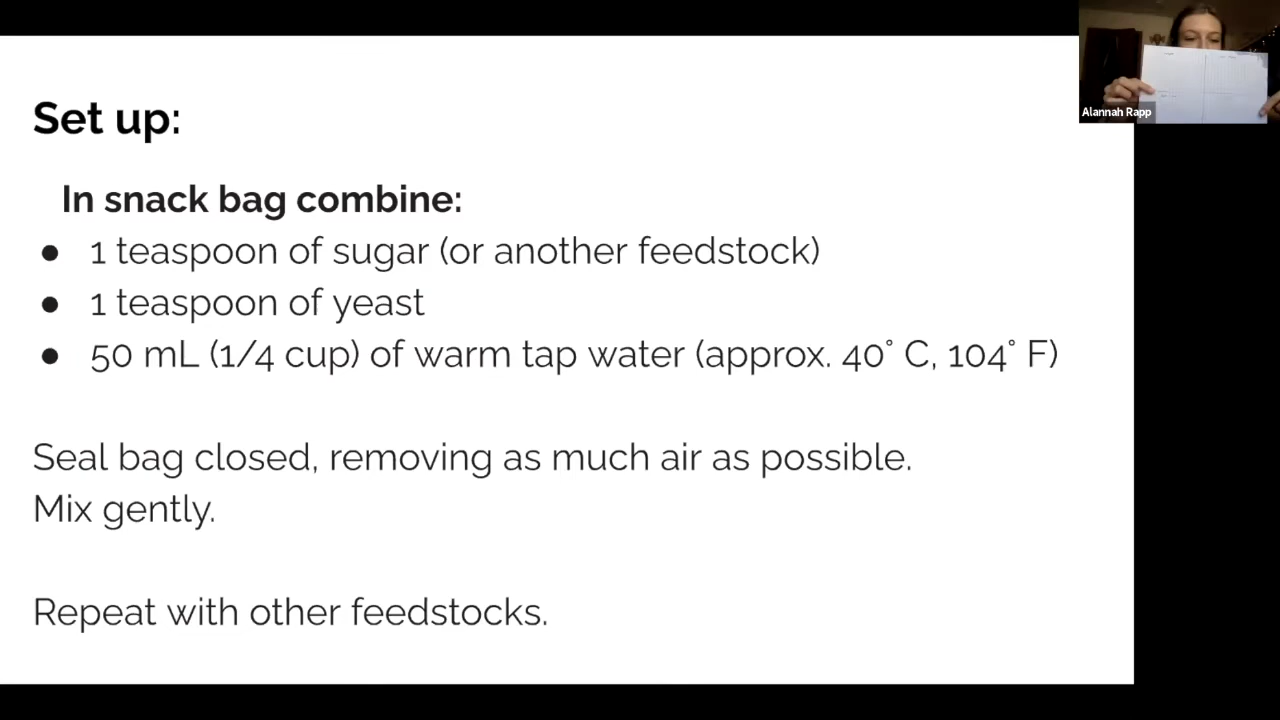 Set up:
In snack bag combine:
● 1 teaspoon of sugar (or another feedstock)
● 1 teaspoon of yeast
● 50 mL (1/4 cup) of warm tap water (approx. 40° C, 104° F)
Seal bag closed, removing as much air as possible.
Mix gently.
Repeat with other feedstocks.
Alannah Rapp